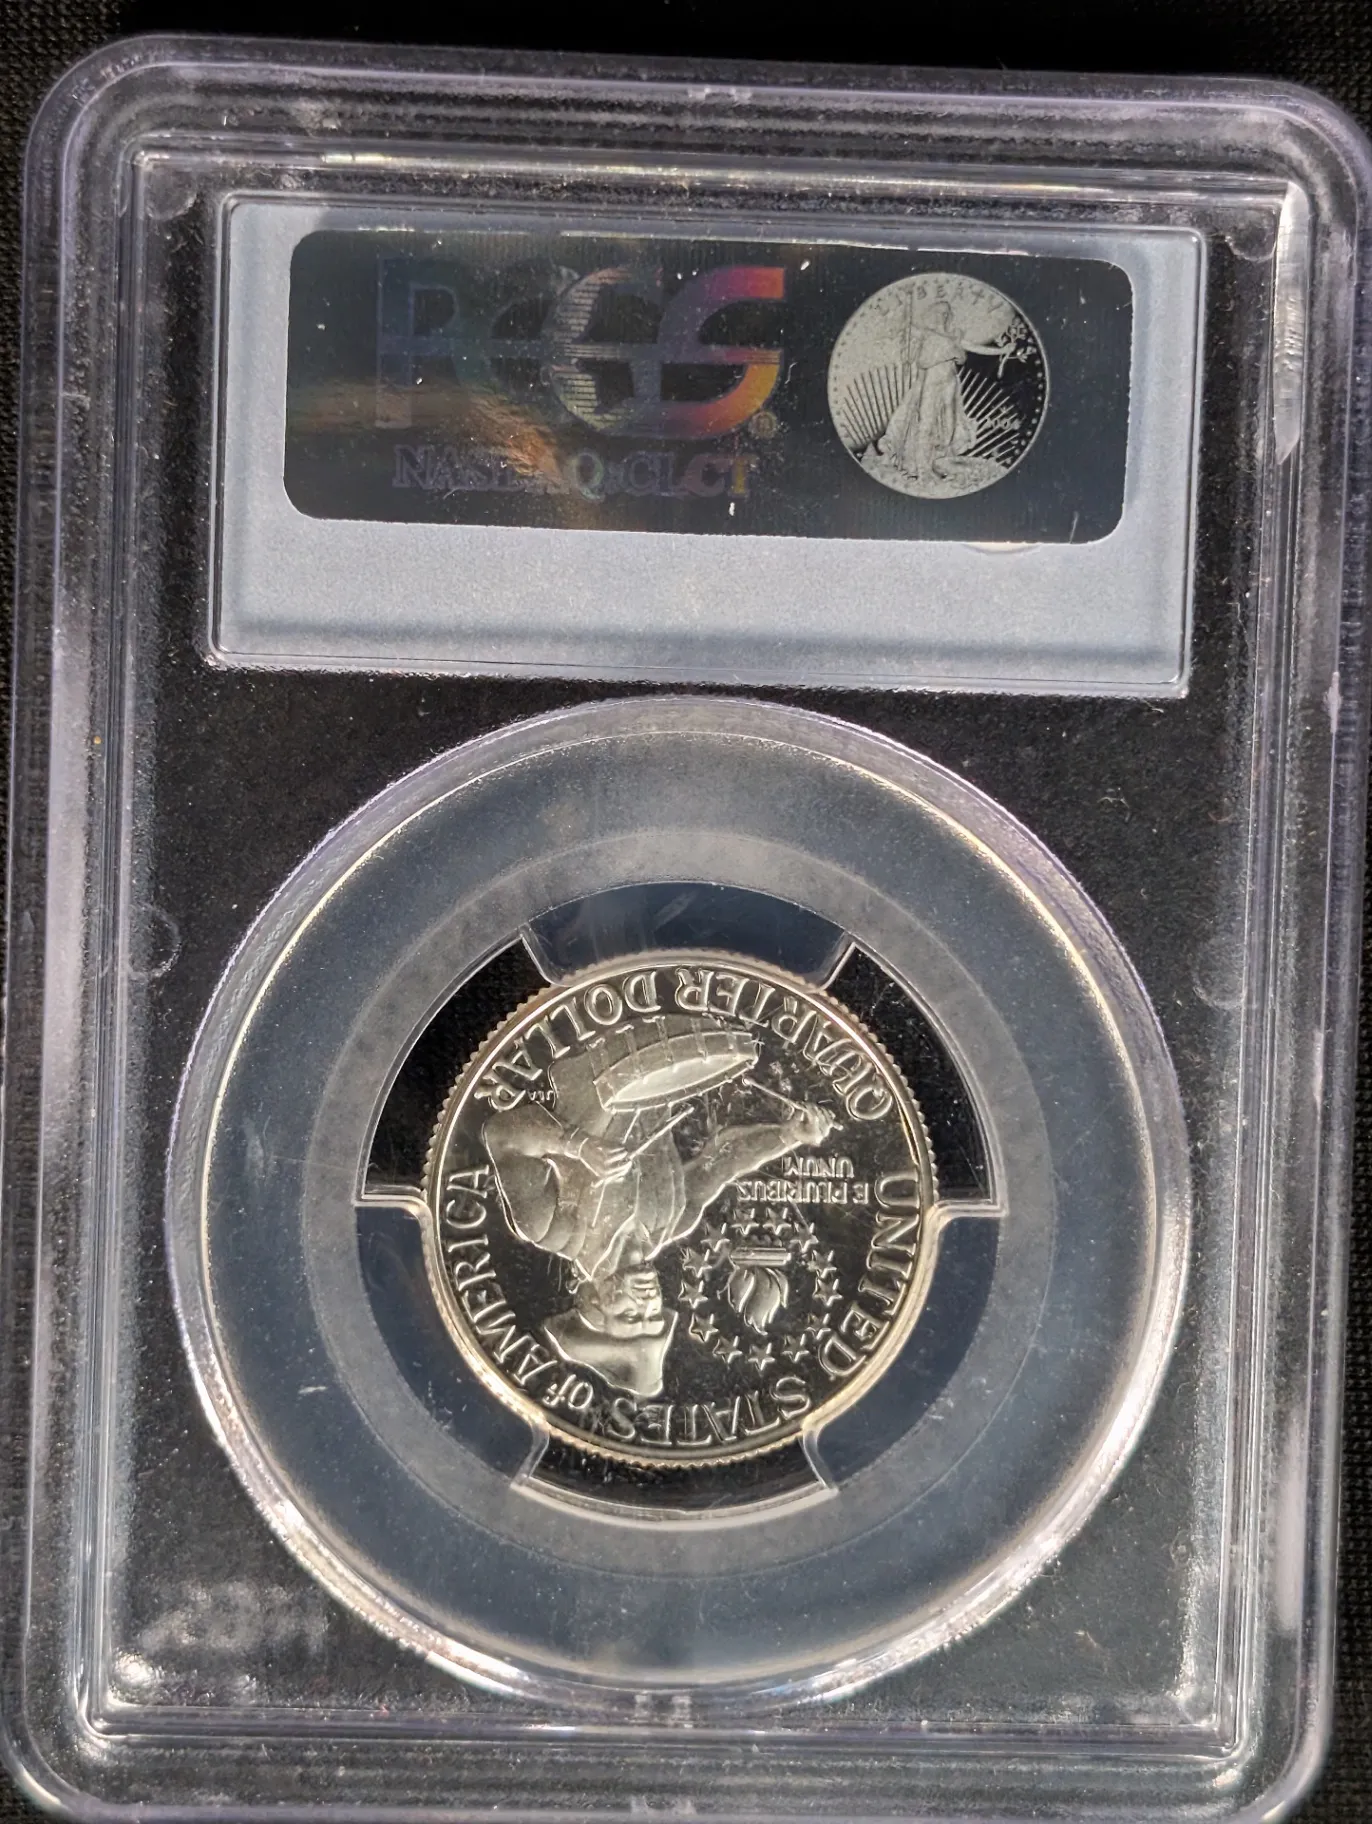 PCGS®
NASDAQ:CLCT
LIBERTY
UNITED STATES of AMERICA
E PLURIBUS
UNUM
QUARTER DOLLAR